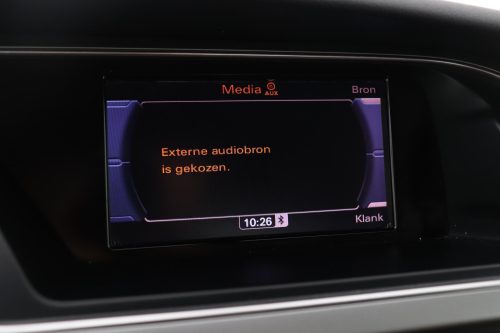 Media AUX
Bron
Externe audiobron
is gekozen.
10:26
Klank